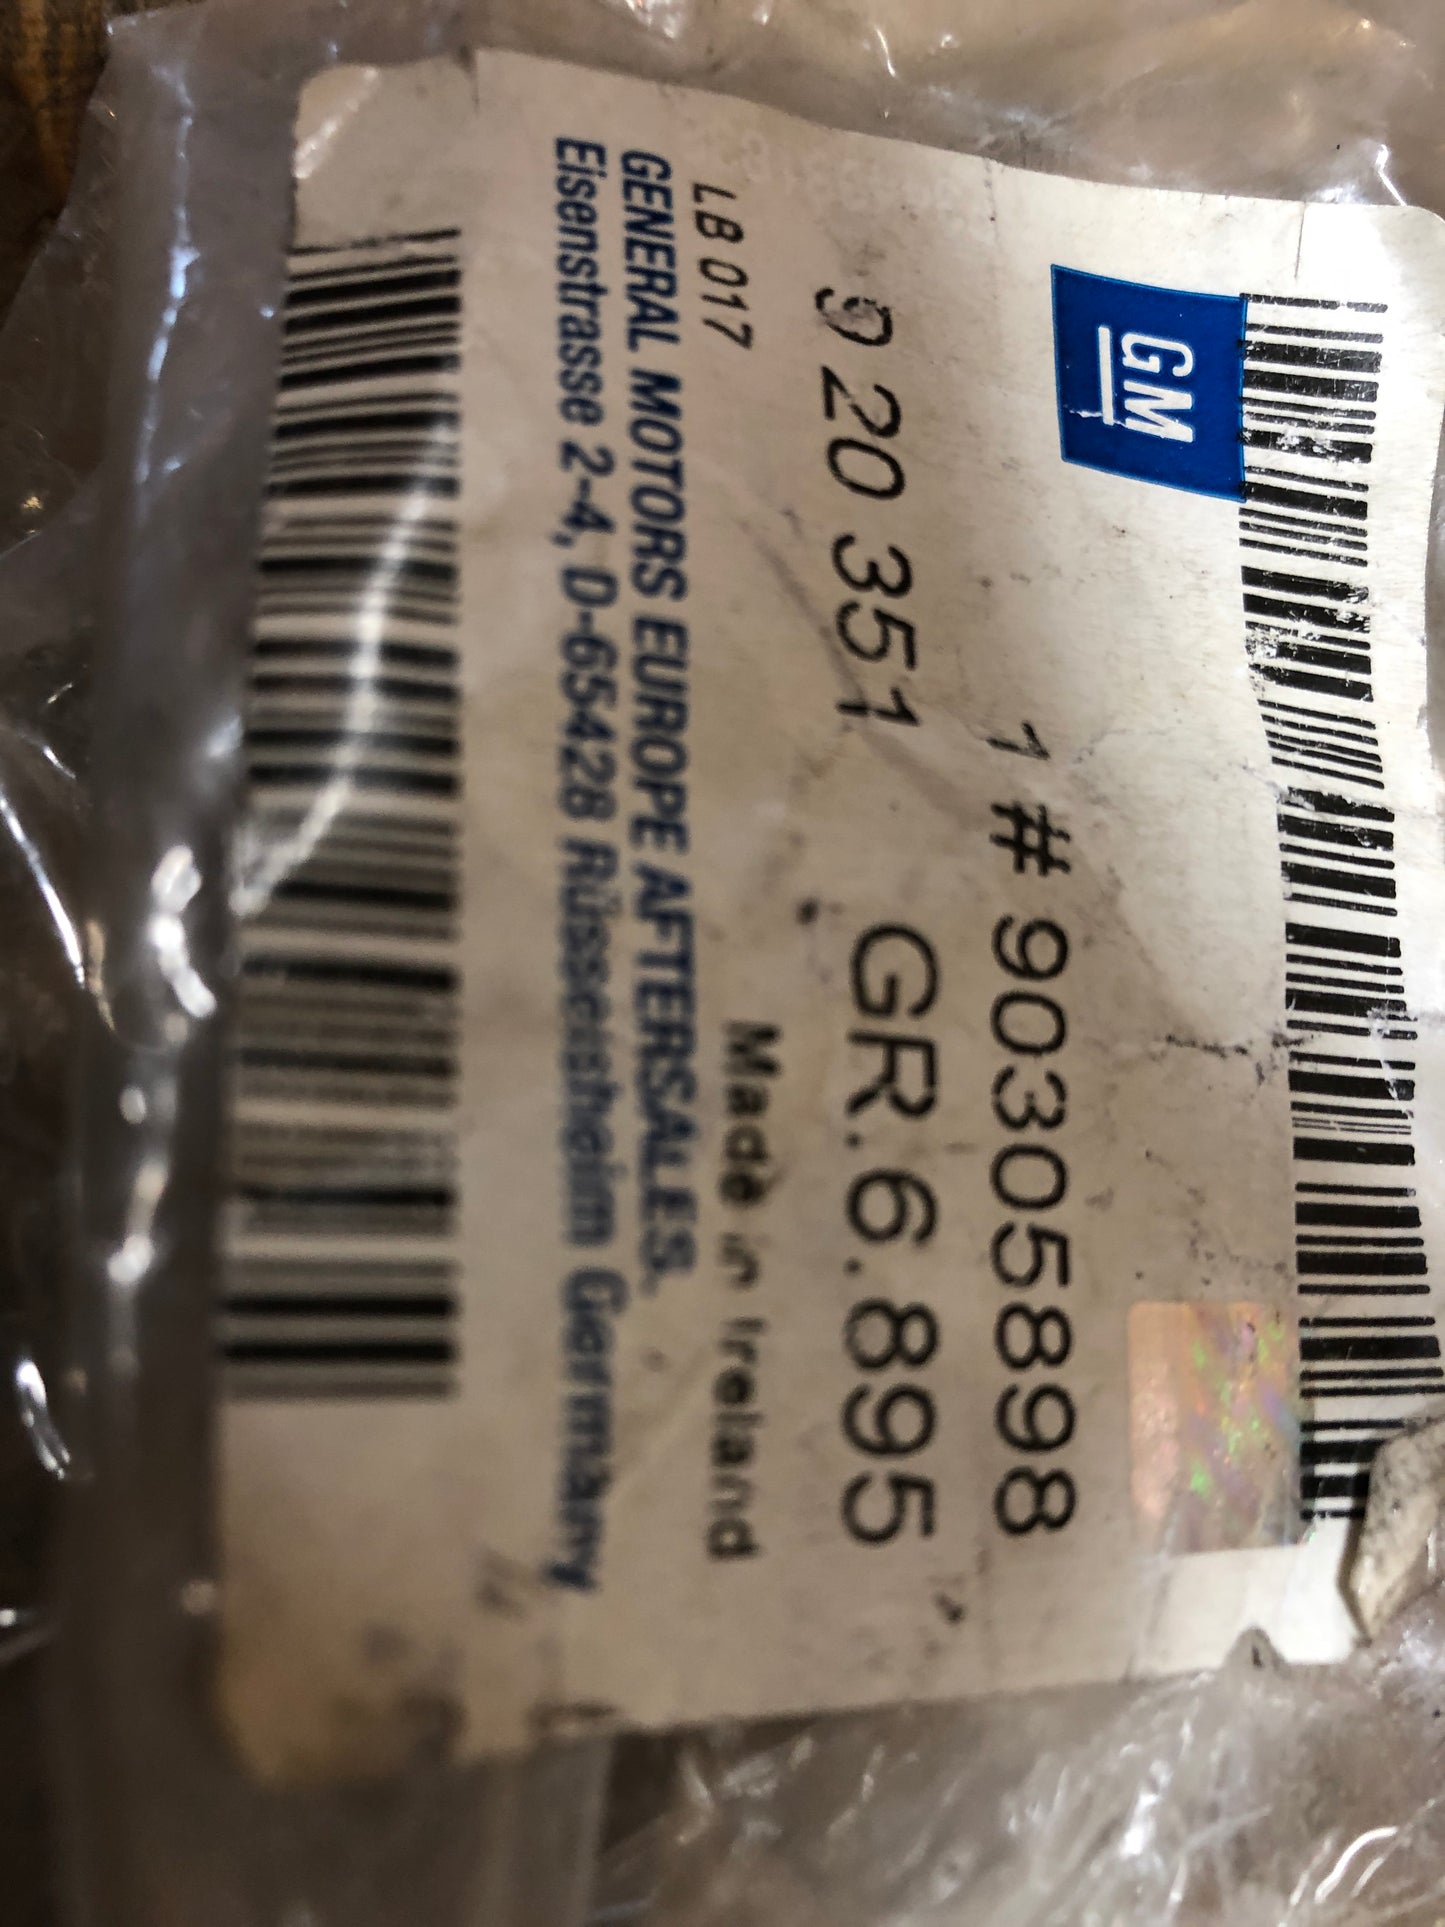 GM
1 # 90305898
9 20 351 GR.6.895
LB 017 Made in Ireland
GENERAL MOTORS EUROPE AFTERSALES,
Eisenstrasse 2-4, D-65428 Rüsselsheim Germany